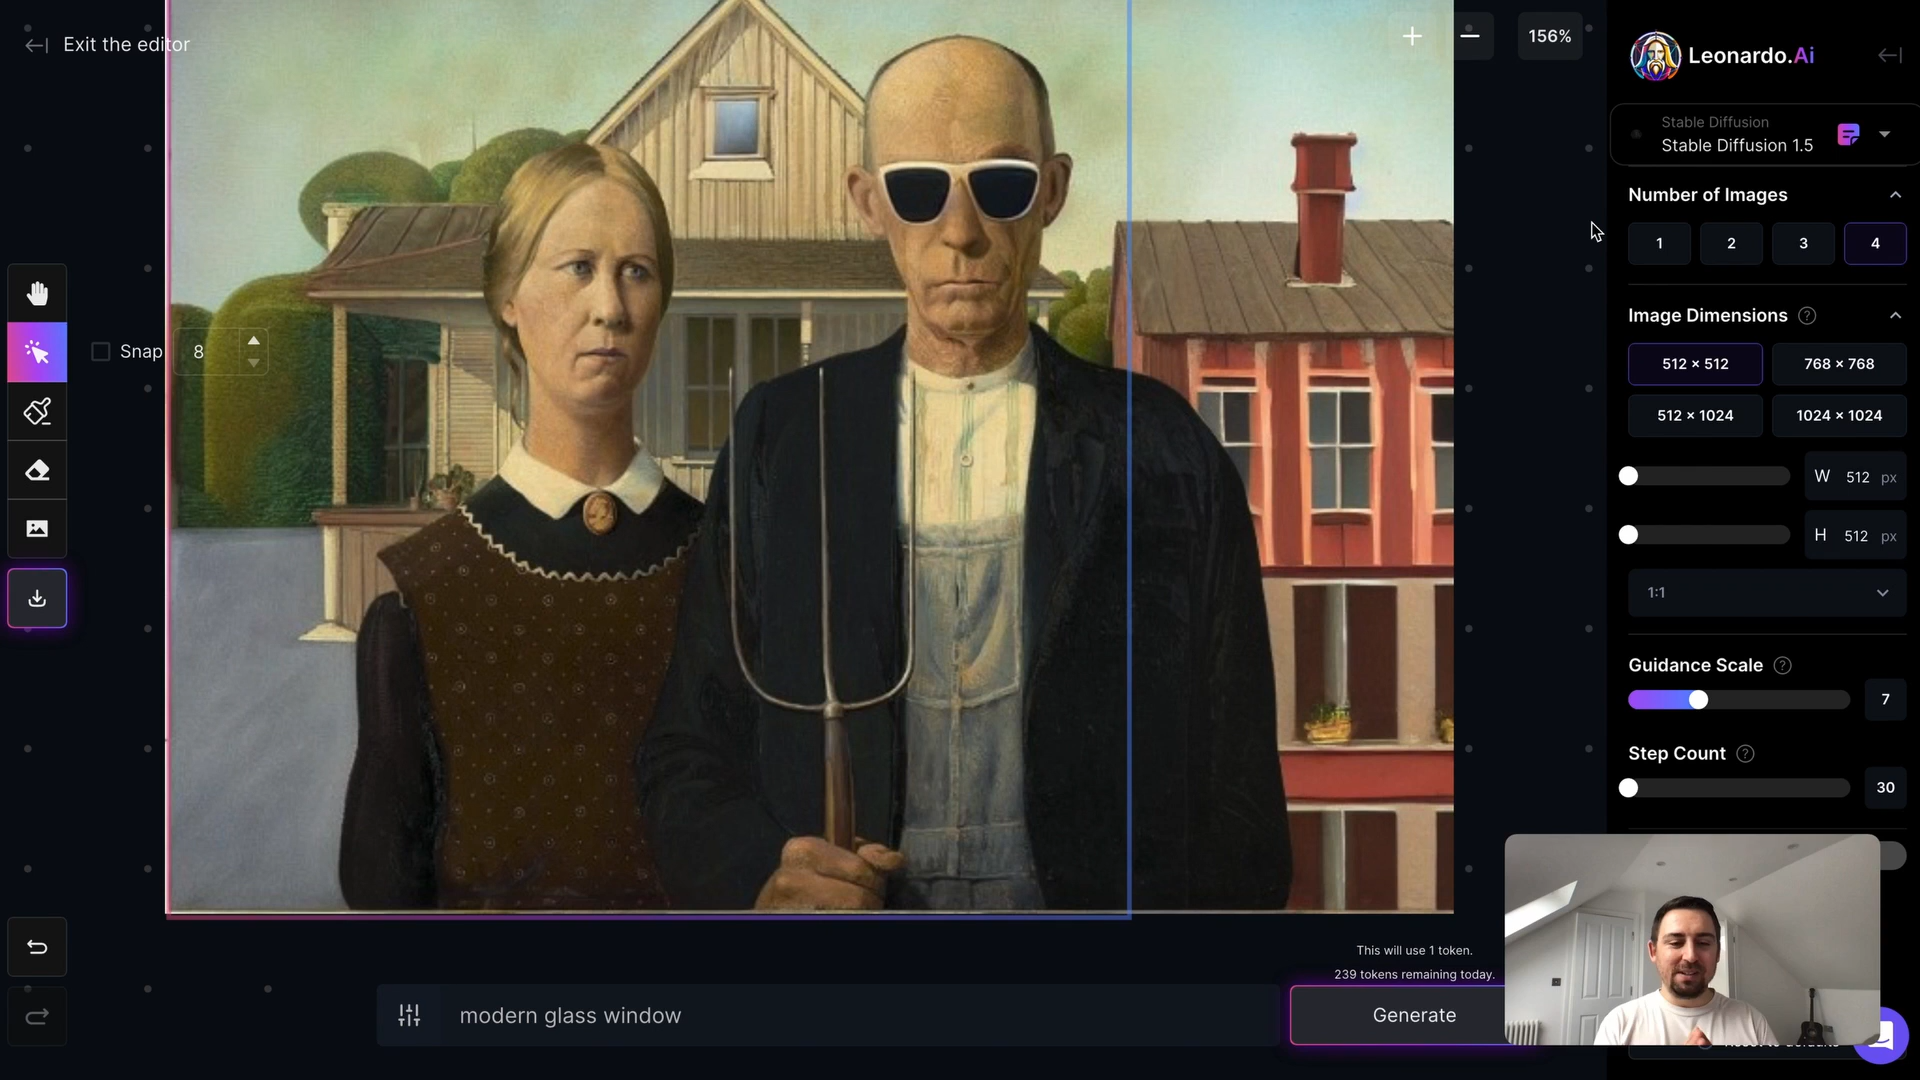 Exit the editor
156%
Leonardo.Ai
Stable Diffusion
Stable Diffusion 1.5
Number of Images
1 2 3 4
Image Dimensions
512 × 512 768 × 768
512 × 1024 1024 × 1024
W 512 px
H 512 px
1:1
Guidance Scale
7
Step Count
30
Snap 8
This will use 1 token.
239 tokens remaining today.
modern glass window
Generate